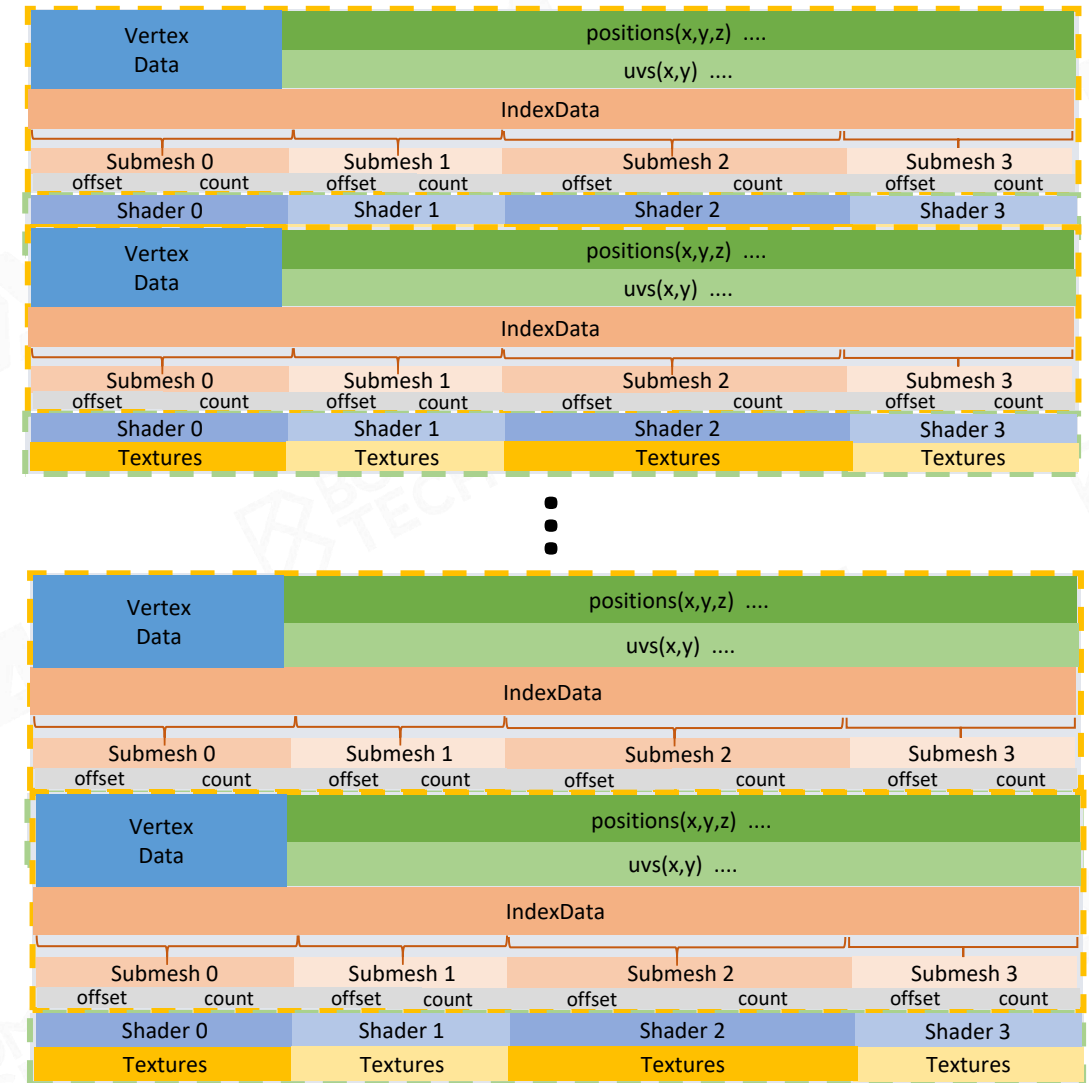 Vertex
Data
positions(x,y,z) ....
uvs(x,y) ....
IndexData
Submesh 0 Submesh 1 Submesh 2 Submesh 3
offset count offset count offset count offset count
Shader 0 Shader 1 Shader 2 Shader 3
Vertex
Data
positions(x,y,z) ....
uvs(x,y) ....
IndexData
Submesh 0 Submesh 1 Submesh 2 Submesh 3
offset count offset count offset count offset count
Shader 0 Shader 1 Shader 2 Shader 3
Textures Textures Textures Textures
Vertex
Data
positions(x,y,z) ....
uvs(x,y) ....
IndexData
Submesh 0 Submesh 1 Submesh 2 Submesh 3
offset count offset count offset count offset count
Vertex
Data
positions(x,y,z) ....
uvs(x,y) ....
IndexData
Submesh 0 Submesh 1 Submesh 2 Submesh 3
offset count offset count offset count offset count
Shader 0 Shader 1 Shader 2 Shader 3
Textures Textures Textures Textures